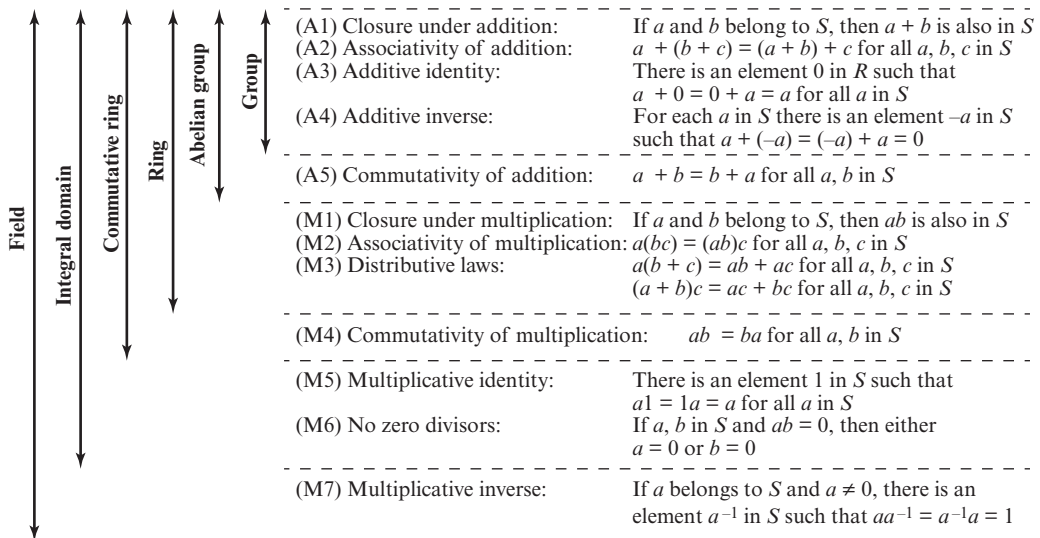 Field
Integral domain
Commutative ring
Ring
Abelian group
Group
(A1) Closure under addition: If a and b belong to S, then a + b is also in S
(A2) Associativity of addition: a + (b + c) = (a + b) + c for all a, b, c in S
(A3) Additive identity: There is an element 0 in R such that
a + 0 = 0 + a = a for all a in S
(A4) Additive inverse: For each a in S there is an element –a in S
such that a + (–a) = (–a) + a = 0
(A5) Commutativity of addition: a + b = b + a for all a, b in S
(M1) Closure under multiplication: If a and b belong to S, then ab is also in S
(M2) Associativity of multiplication: a(bc) = (ab)c for all a, b, c in S
(M3) Distributive laws: a(b + c) = ab + ac for all a, b, c in S
(a + b)c = ac + bc for all a, b, c in S
(M4) Commutativity of multiplication: ab = ba for all a, b in S
(M5) Multiplicative identity: There is an element 1 in S such that
a1 = 1a = a for all a in S
(M6) No zero divisors: If a, b in S and ab = 0, then either
a = 0 or b = 0
(M7) Multiplicative inverse: If a belongs to S and a ≠ 0, there is an
element a⁻¹ in S such that aa⁻¹ = a⁻¹a = 1